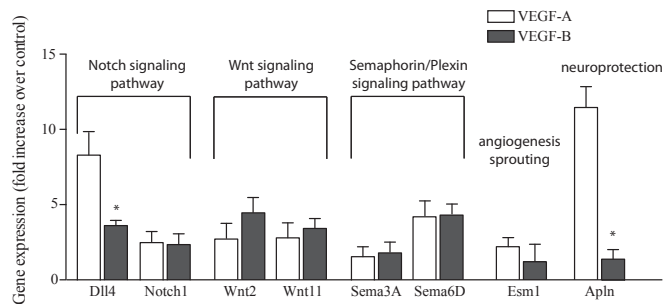 VEGF-A
VEGF-B
Gene expression (fold increase over control)
15
10
5
0
Notch signaling
pathway
Wnt signaling
pathway
Semaphorin/Plexin
signaling pathway
angiogenesis
sprouting
neuroprotection
*
*
Dll4 Notch1 Wnt2 Wnt11 Sema3A Sema6D Esm1 Apln